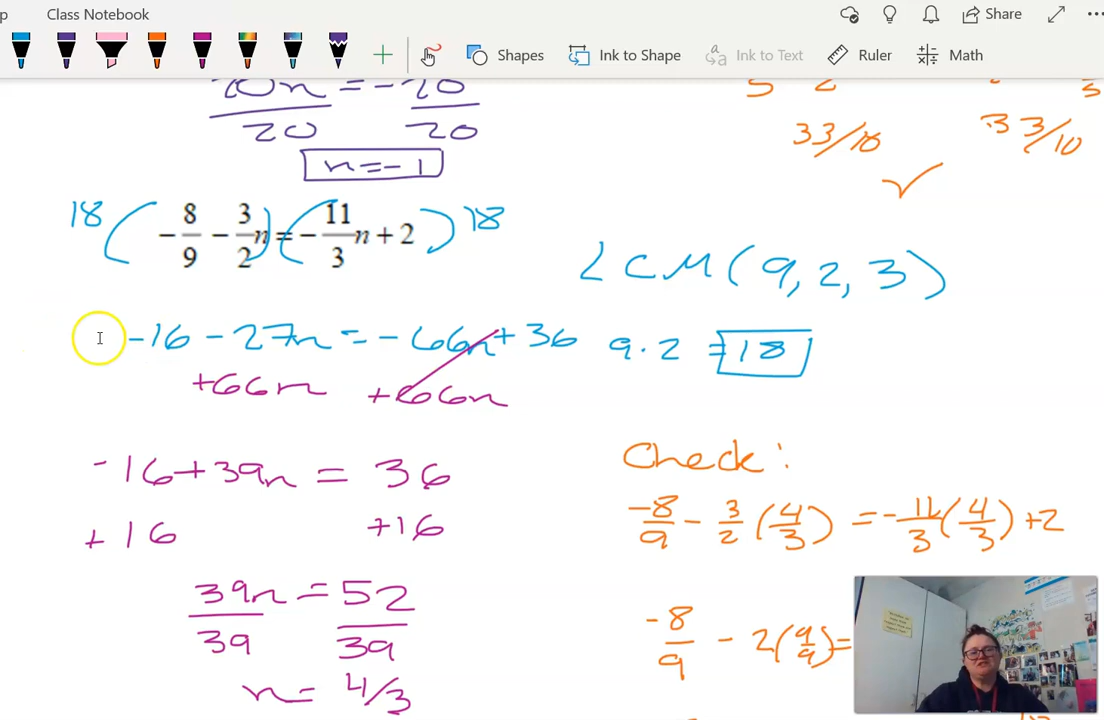 Class Notebook
Share
Shapes
Ink to Shape
Ink to Text
Ruler
Math
20n = -20
20 20
n = -1
33/10 33/10
18 ( -8/9 - 3/2 n ) = ( -11/3 n + 2 ) 18
LCM (9, 2, 3)
-16 - 27n = -66n + 36
9 · 2 = 18
+66n +66n
-16 + 39n = 36
Check:
+16 +16
-8/9 - 3/2 (4/3) = -11/3 (4/3) + 2
39n = 52
39 39
-8/9 - 2(9/9) =
n = 4/3